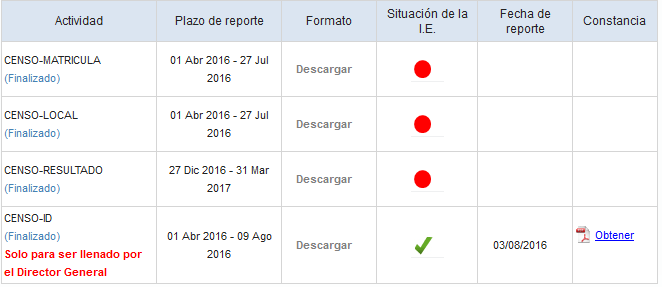 Actividad Plazo de reporte Formato Situación de la I.E. Fecha de reporte Constancia
CENSO-MATRICULA
(Finalizado)
01 Abr 2016 - 27 Jul
2016
Descargar
CENSO-LOCAL
(Finalizado)
01 Abr 2016 - 27 Jul
2016
Descargar
CENSO-RESULTADO
(Finalizado)
27 Dic 2016 - 31 Mar
2017
Descargar
CENSO-ID
(Finalizado)
Solo para ser llenado por
el Director General
01 Abr 2016 - 09 Ago
2016
Descargar
03/08/2016
Obtener